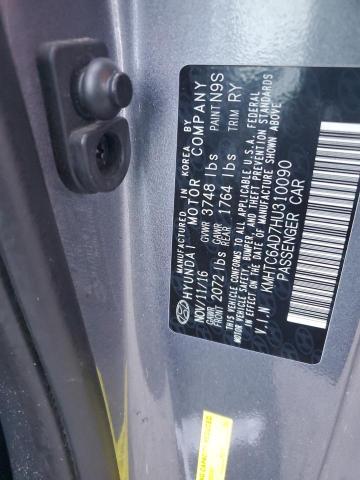 MANUFACTURED IN KOREA BY
HYUNDAI MOTOR COMPANY
NOV/11/16 GVWR 3748 lbs PAINT N9S
GAWR FRONT 2072 lbs GAWR REAR 1764 lbs TRIM RY
THIS VEHICLE CONFORMS TO ALL APPLICABLE U.S.A FEDERAL
MOTOR VEHICLE SAFETY, BUMPER, AND THEFT PREVENTION STANDARDS
IN EFFECT ON THE DATE OF MANUFACTURE SHOWN ABOVE.
V.I.N KMHTC6AD7HU310090
PASSENGER CAR